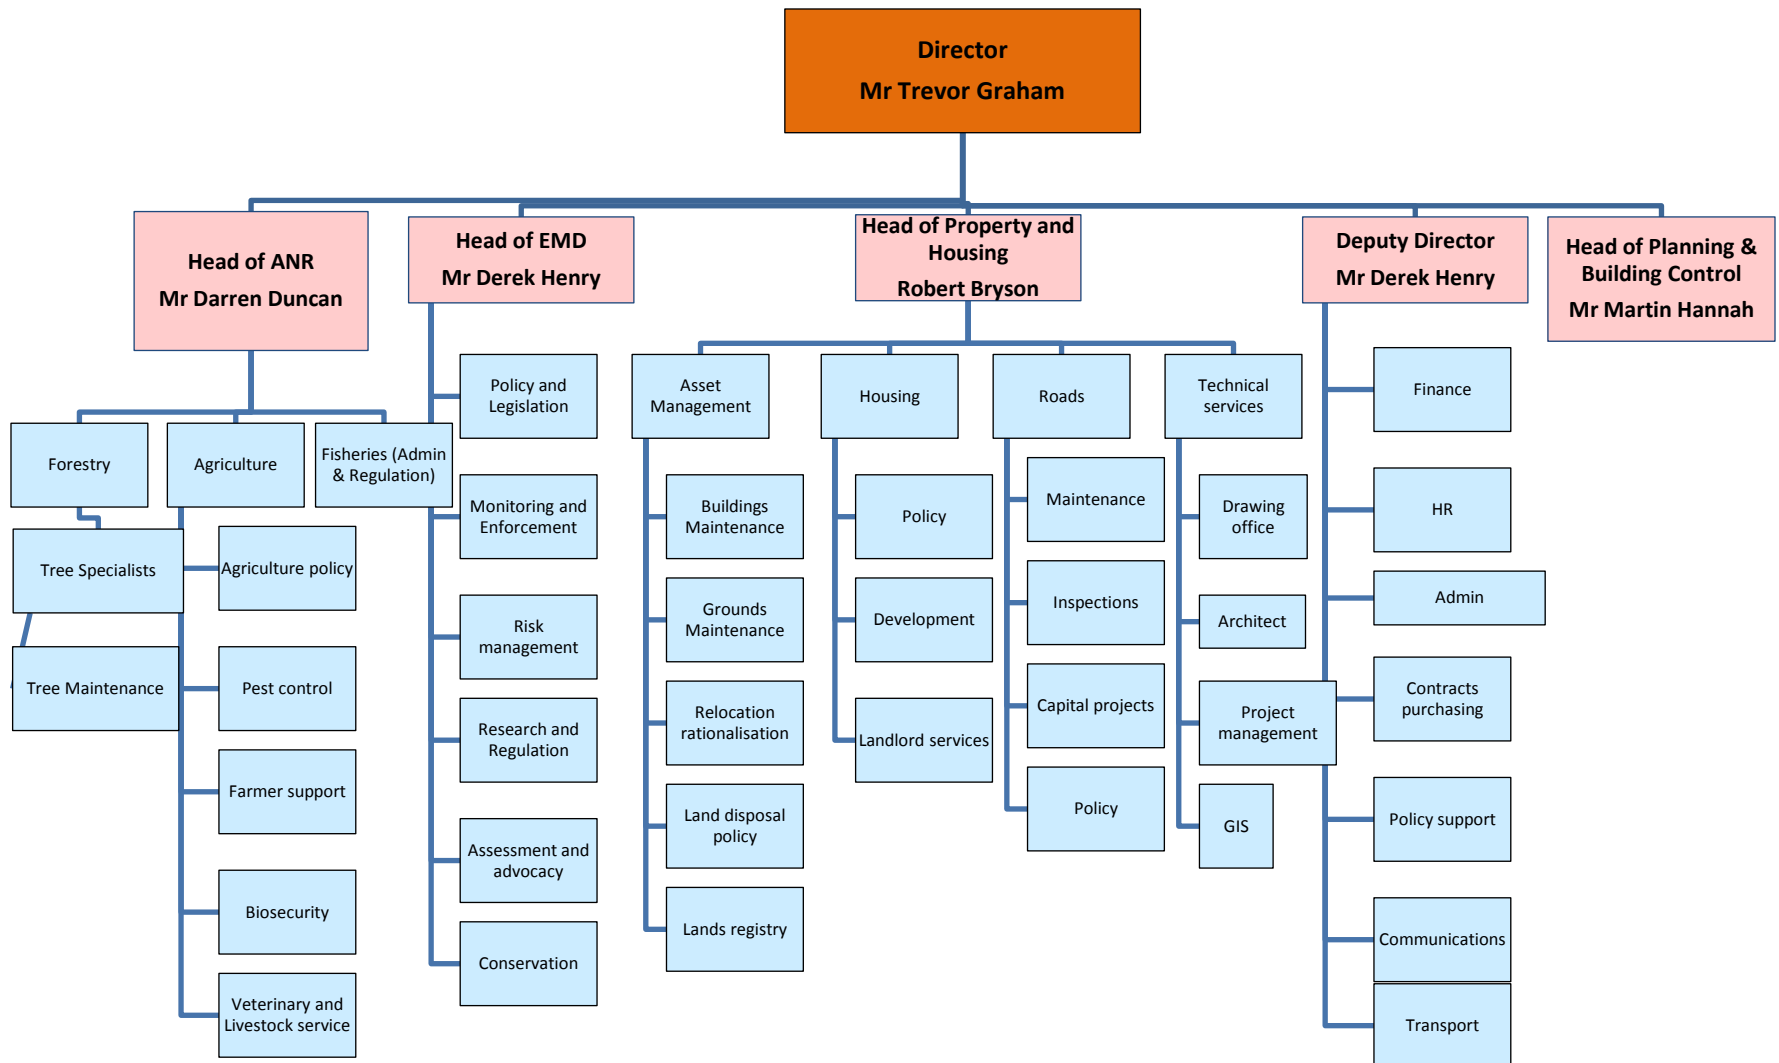 Director
Mr Trevor Graham
Head of ANR
Mr Darren Duncan
Head of EMD
Mr Derek Henry
Head of Property and
Housing
Robert Bryson
Deputy Director
Mr Derek Henry
Head of Planning &
Building Control
Mr Martin Hannah
Forestry
Tree Specialists
Tree Maintenance
Agriculture
Agriculture policy
Pest control
Farmer support
Biosecurity
Veterinary and
Livestock service
Fisheries (Admin
& Regulation)
Policy and
Legislation
Monitoring and
Enforcement
Risk
management
Research and
Regulation
Assessment and
advocacy
Conservation
Asset
Management
Buildings
Maintenance
Grounds
Maintenance
Relocation
rationalisation
Land disposal
policy
Lands registry
Housing
Policy
Development
Landlord services
Roads
Maintenance
Inspections
Capital projects
Policy
Technical
services
Drawing
office
Architect
Project
management
GIS
Finance
HR
Admin
Contracts
purchasing
Policy support
Communications
Transport